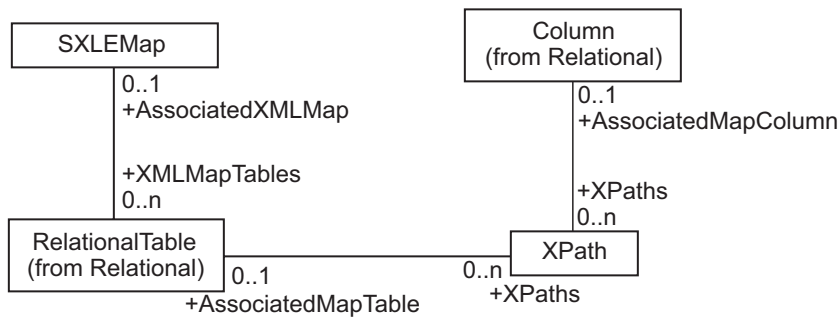 SXLEMap
Column
(from Relational)
0..1
+AssociatedXMLMap
0..1
+AssociatedMapColumn
+XMLMapTables
0..n
+XPaths
0..n
RelationalTable
(from Relational)
XPath
0..1
+AssociatedMapTable
0..n
+XPaths